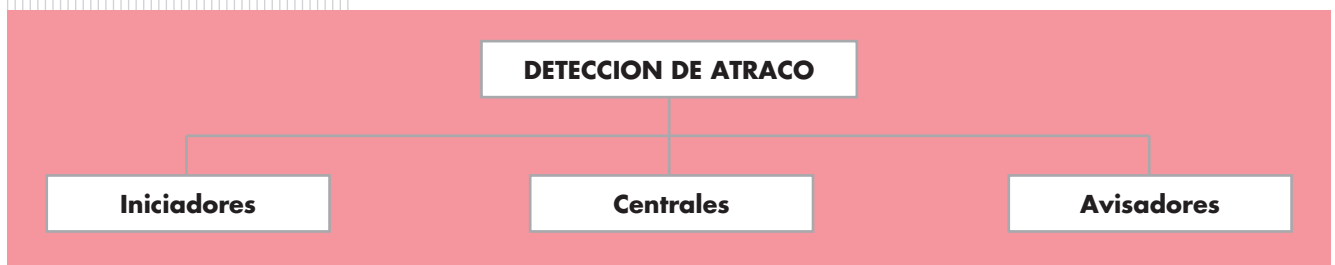 DETECCION DE ATRACO
Iniciadores
Centrales
Avisadores